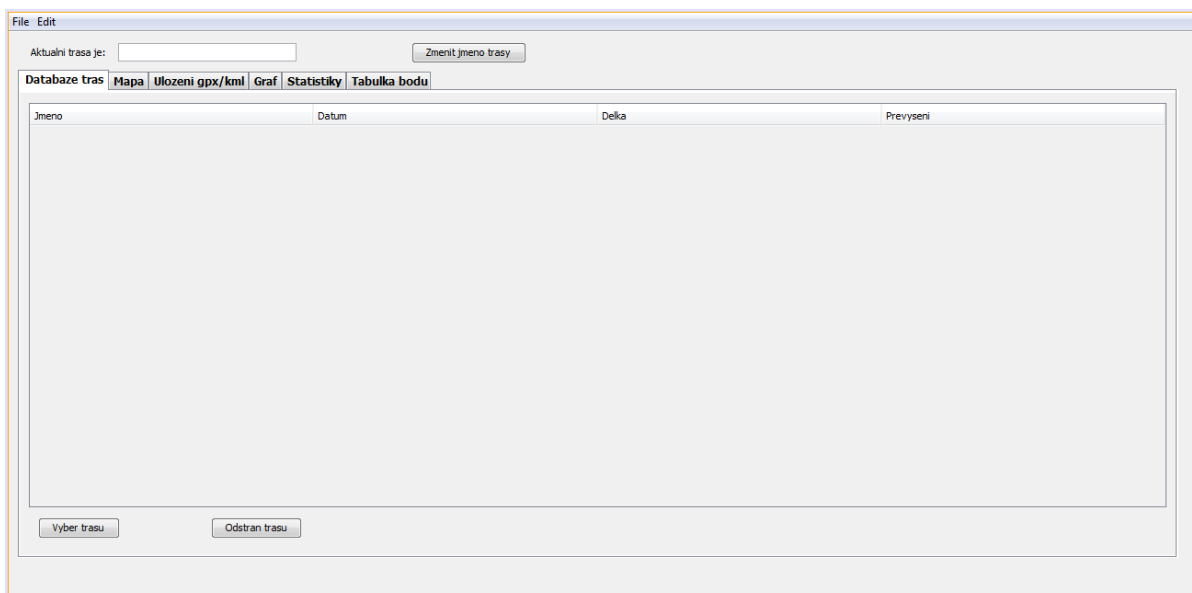 File Edit
Aktualni trasa je: Zmenit jmeno trasy
Databaze tras Mapa Ulozeni gpx/kml Graf Statistiky Tabulka bodu
Jmeno Datum Delka Prevyseni
Vyber trasu Odstran trasu